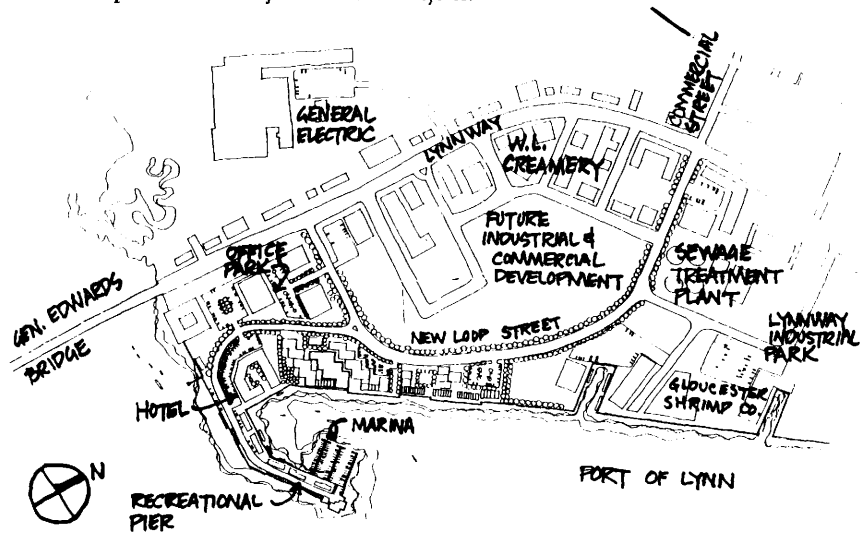 COMMERCIAL
STREET
GENERAL
ELECTRIC
LYNNWAY
W.L.
CREAMERY
FUTURE
INDUSTRIAL &
COMMERCIAL
DEVELOPMENT
OFFICE
PARK
SEWAGE
TREATMENT
PLANT
GEN. EDWARDS
BRIDGE
NEW LOOP STREET
LYNNWAY
INDUSTRIAL
PARK
GLOUCESTER
SHRIMP CO.
HOTEL
MARINA
N
RECREATIONAL
PIER
PORT OF LYNN